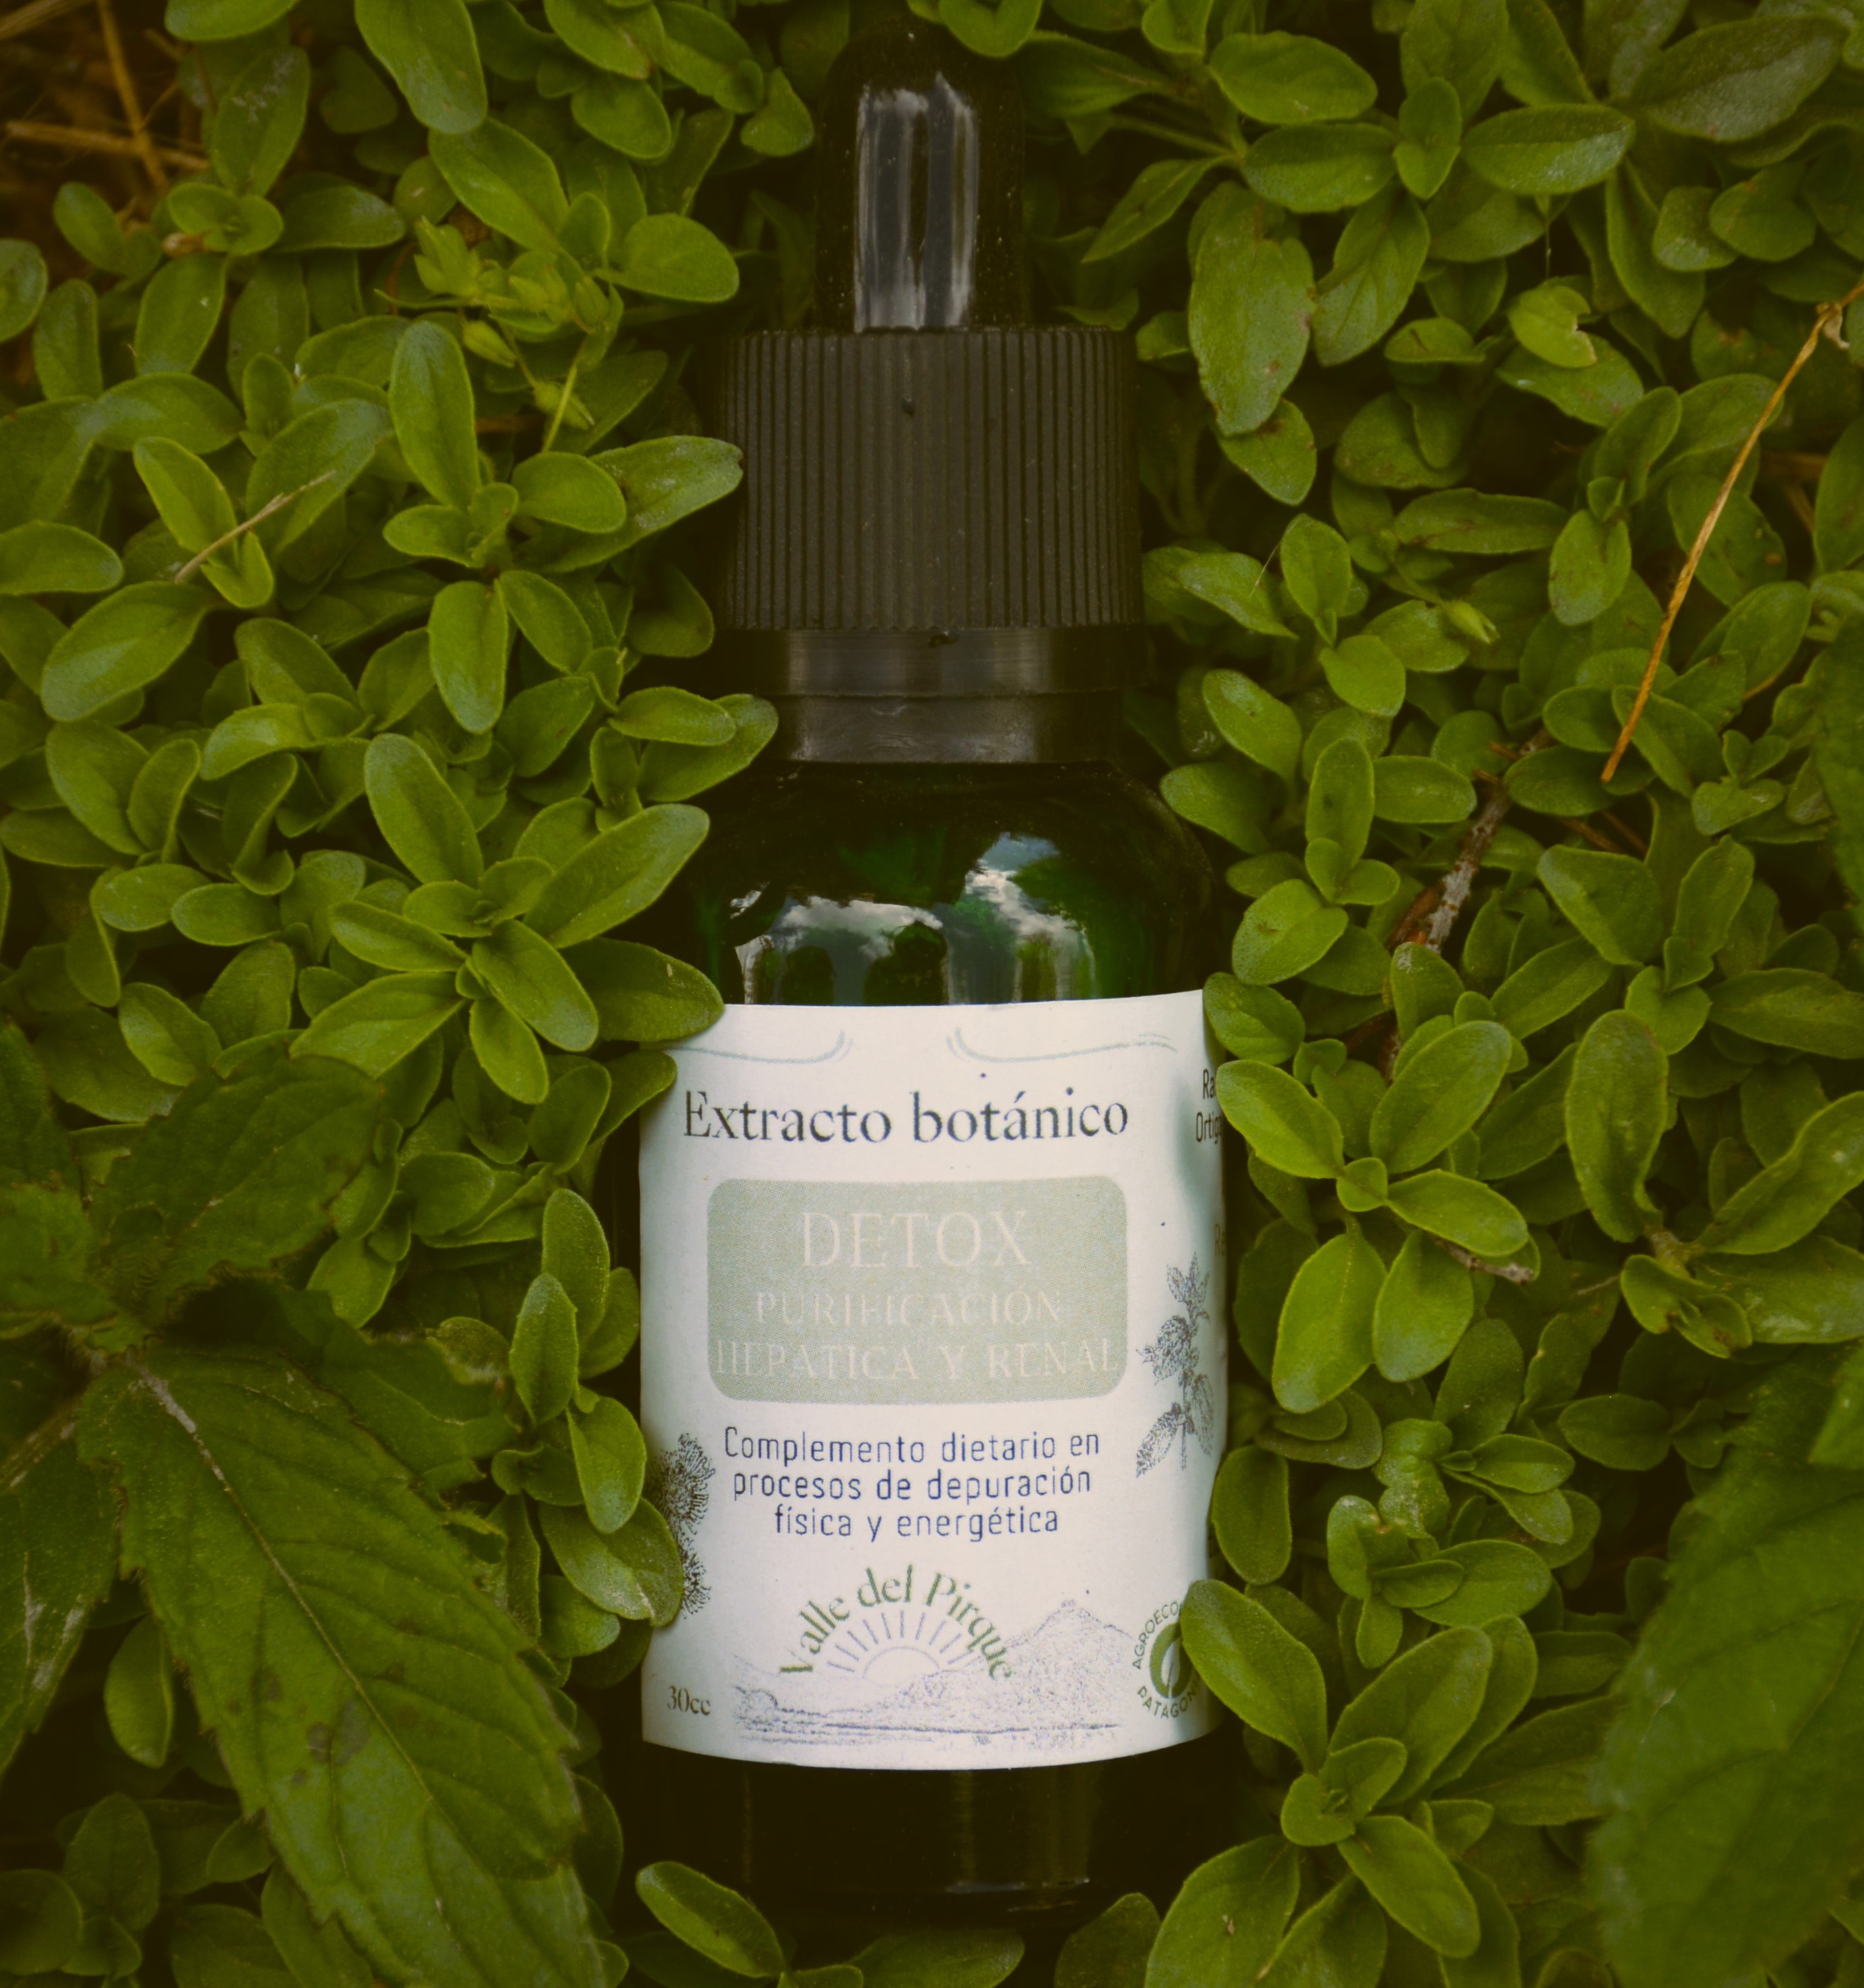 Extracto botánico
DETOX
PURIFICACIÓN
HEPÁTICA Y RENAL
Complemento dietario en
procesos de depuración
física y energética
Valle del Pirque
30cc